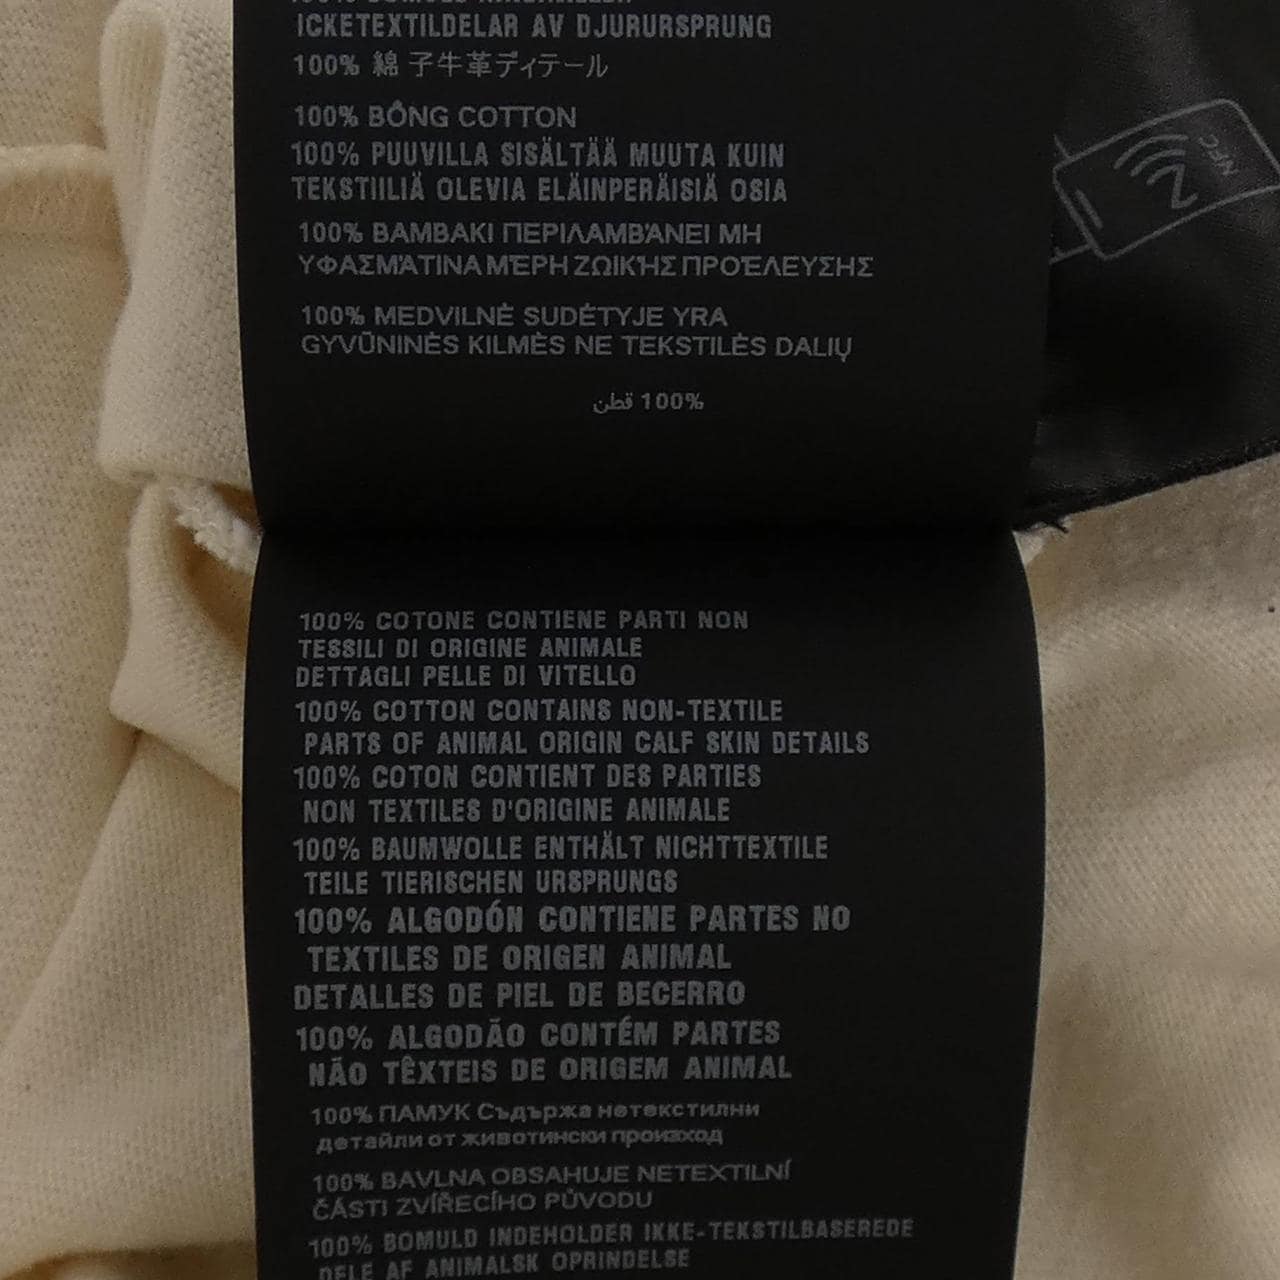 ICKETEXTILDELAR AV DJURURSPRUNG
100% 綿 子牛革ディテール
100% BÔNG COTTON
100% PUUVILLA SISÄLTÄÄ MUUTA KUIN
TEKSTIILIÄ OLEVIA ELÄINPERÄISIÄ OSIA
100% ΒΑΜΒΑΚΙ ΠΕΡΙΛΑΜΒΆΝΕΙ ΜΗ
ΥΦΑΣΜΆΤΙΝΑ ΜΈΡΗ ΖΩΙΚΉΣ ΠΡΟΈΛΕΥΣΗΣ
100% MEDVILNĖ SUDĖTYJE YRA
GYVŪNINĖS KILMĖS NE TEKSTILĖS DALIŲ
100% قطن
NFC
100% COTONE CONTIENE PARTI NON
TESSILI DI ORIGINE ANIMALE
DETTAGLI PELLE DI VITELLO
100% COTTON CONTAINS NON-TEXTILE
PARTS OF ANIMAL ORIGIN CALF SKIN DETAILS
100% COTON CONTIENT DES PARTIES
NON TEXTILES D'ORIGINE ANIMALE
100% BAUMWOLLE ENTHÄLT NICHTTEXTILE
TEILE TIERISCHEN URSPRUNGS
100% ALGODÓN CONTIENE PARTES NO
TEXTILES DE ORIGEN ANIMAL
DETALLES DE PIEL DE BECERRO
100% ALGODÃO CONTÉM PARTES
NÃO TÊXTEIS DE ORIGEM ANIMAL
100% ПАМУК Съдържа нетекстилни
детайли от животински произход
100% BAVLNA OBSAHUJE NETEXTILNÍ
ČÁSTI ZVÍŘECÍHO PŮVODU
100% BOMULD INDEHOLDER IKKE-TEKSTILBASEREDE
DELE AF ANIMALSK OPRINDELSE